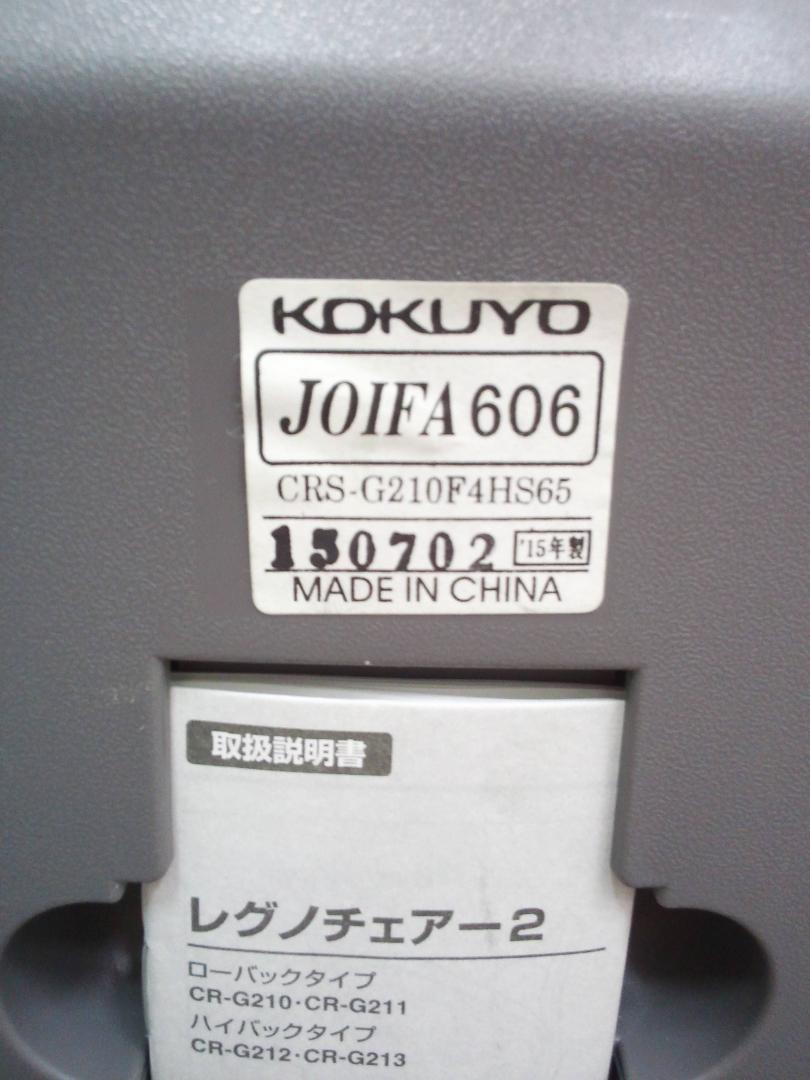 KOKUYO
JOIFA 606
CRS-G210F4HS65
150702 '15年製
MADE IN CHINA
取扱説明書
レグノチェアー2
ローバックタイプ
CR-G210・CR-G211
ハイバックタイプ
CR-G212・CR-G213